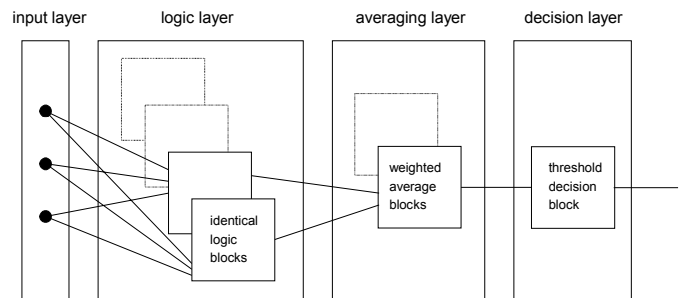 input layer
logic layer
averaging layer
decision layer
identical
logic
blocks
weighted
average
blocks
threshold
decision
block